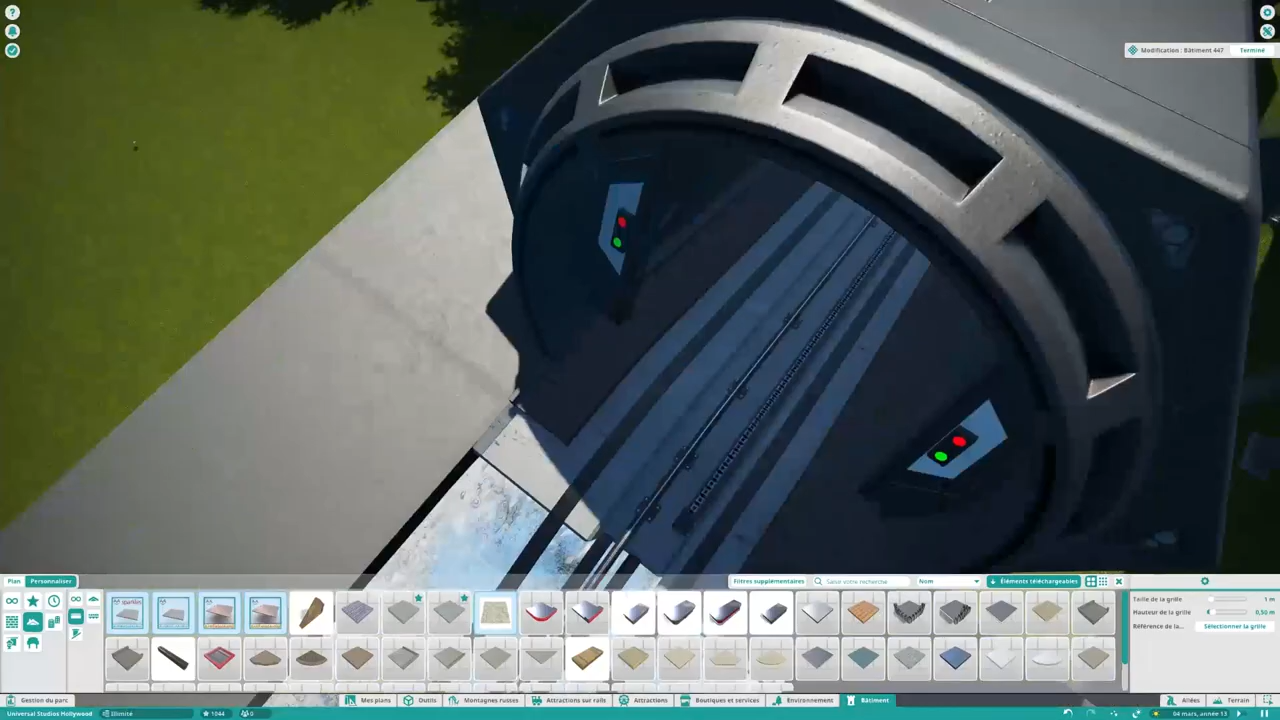 Modification : Bâtiment 447
Terminé
Plan
Personnaliser
Filtres supplémentaires
Saisir votre recherche
Nom
Éléments téléchargeables
Taille de la grille
1 m
Hauteur de la grille
0,50 m
Référence de la...
Sélectionner la grille
Gestion du parc
Mes plans
Outils
Montagnes russes
Attractions sur rails
Attractions
Boutiques et services
Environnement
Bâtiment
Allées
Terrain
Universal Studios Hollywood
Illimité
1044
0
04 mars, année 13